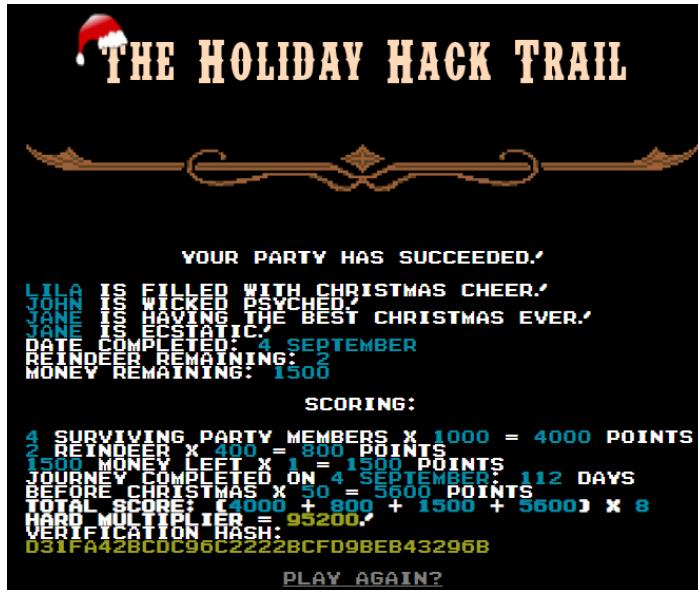 THE HOLIDAY HACK TRAIL
YOUR PARTY HAS SUCCEEDED!
LILA IS FILLED WITH CHRISTMAS CHEER!
JOHN IS WICKED PSYCHED!
JANE IS HAVING THE BEST CHRISTMAS EVER!
JANE IS ECSTATIC!
DATE COMPLETED: 4 SEPTEMBER
REINDEER REMAINING: 2
MONEY REMAINING: 1500
SCORING:
4 SURVIVING PARTY MEMBERS X 1000 = 4000 POINTS
2 REINDEER X 400 = 800 POINTS
1500 MONEY LEFT X 1 = 1500 POINTS
JOURNEY COMPLETED ON 4 SEPTEMBER: 112 DAYS
BEFORE CHRISTMAS X 50 = 5600 POINTS
TOTAL SCORE: (4000 + 800 + 1500 + 5600) X 8
HARD MULTIPLIER = 95200!
VERIFICATION HASH:
D31FA42BCDC96C2222BCFD9BEB43296B
PLAY AGAIN?